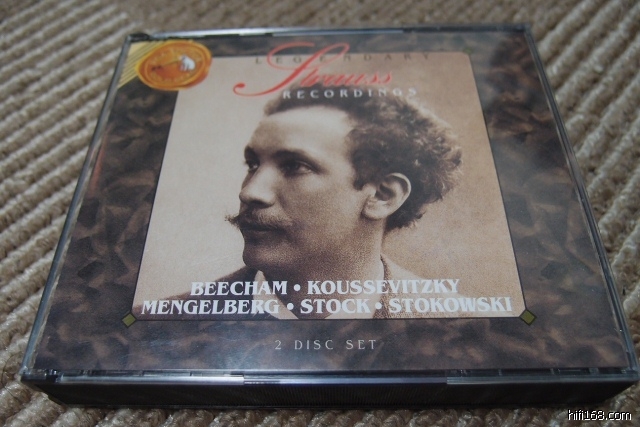 LEGENDARY
Strauss
RECORDINGS
BEECHAM • KOUSSEVITZKY
MENGELBERG • STOCK • STOKOWSKI
2 DISC SET
hifi168.com